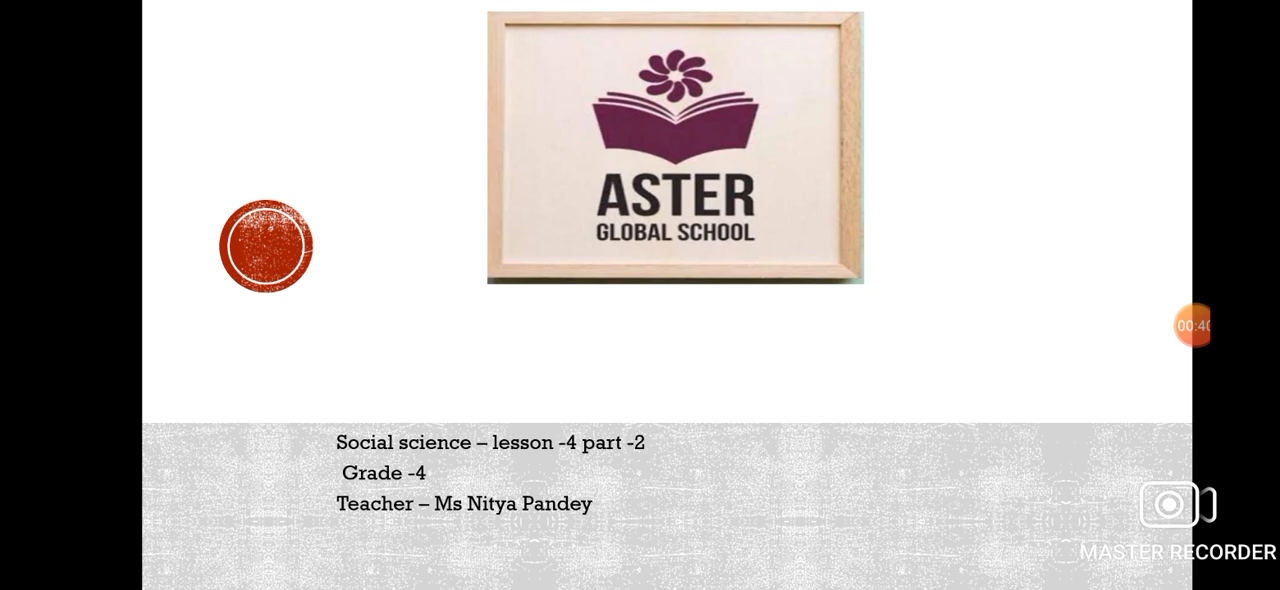 ASTER
GLOBAL SCHOOL
00:40
Social science – lesson -4 part -2
Grade -4
Teacher – Ms Nitya Pandey
MASTER RECORDER